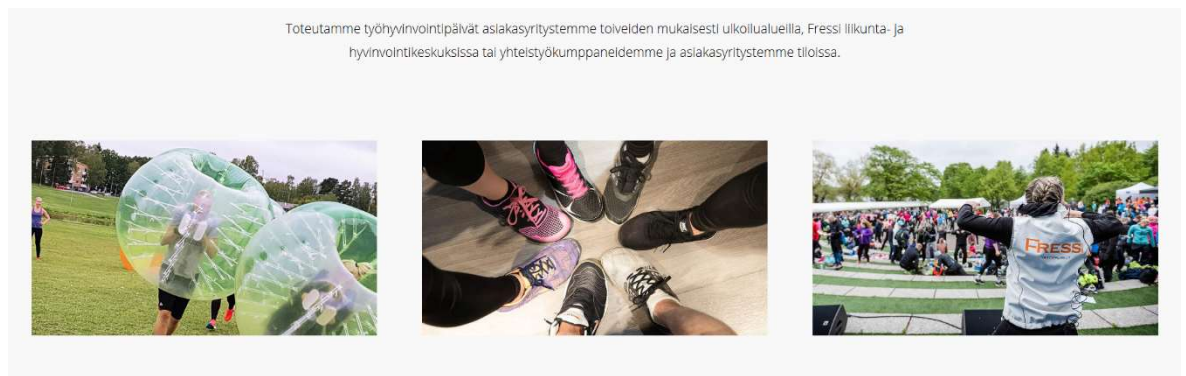 Toteutamme työhyvinvointipäivät asiakasyritystemme toiveiden mukaisesti ulkoilualueilla, Fressi liikunta- ja
hyvinvointikeskuksissa tai yhteistyökumppaneidemme ja asiakasyritystemme tiloissa.
FRESSI